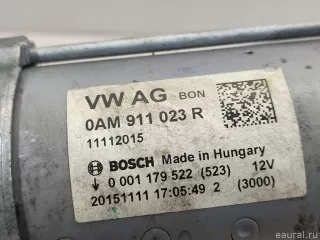 VW AG BON
0AM 911 023 R
11112015
BOSCH Made in Hungary
0 001 179 522 (523) 12V
20151111 17:05:49 2 (3000)
eaural.ru